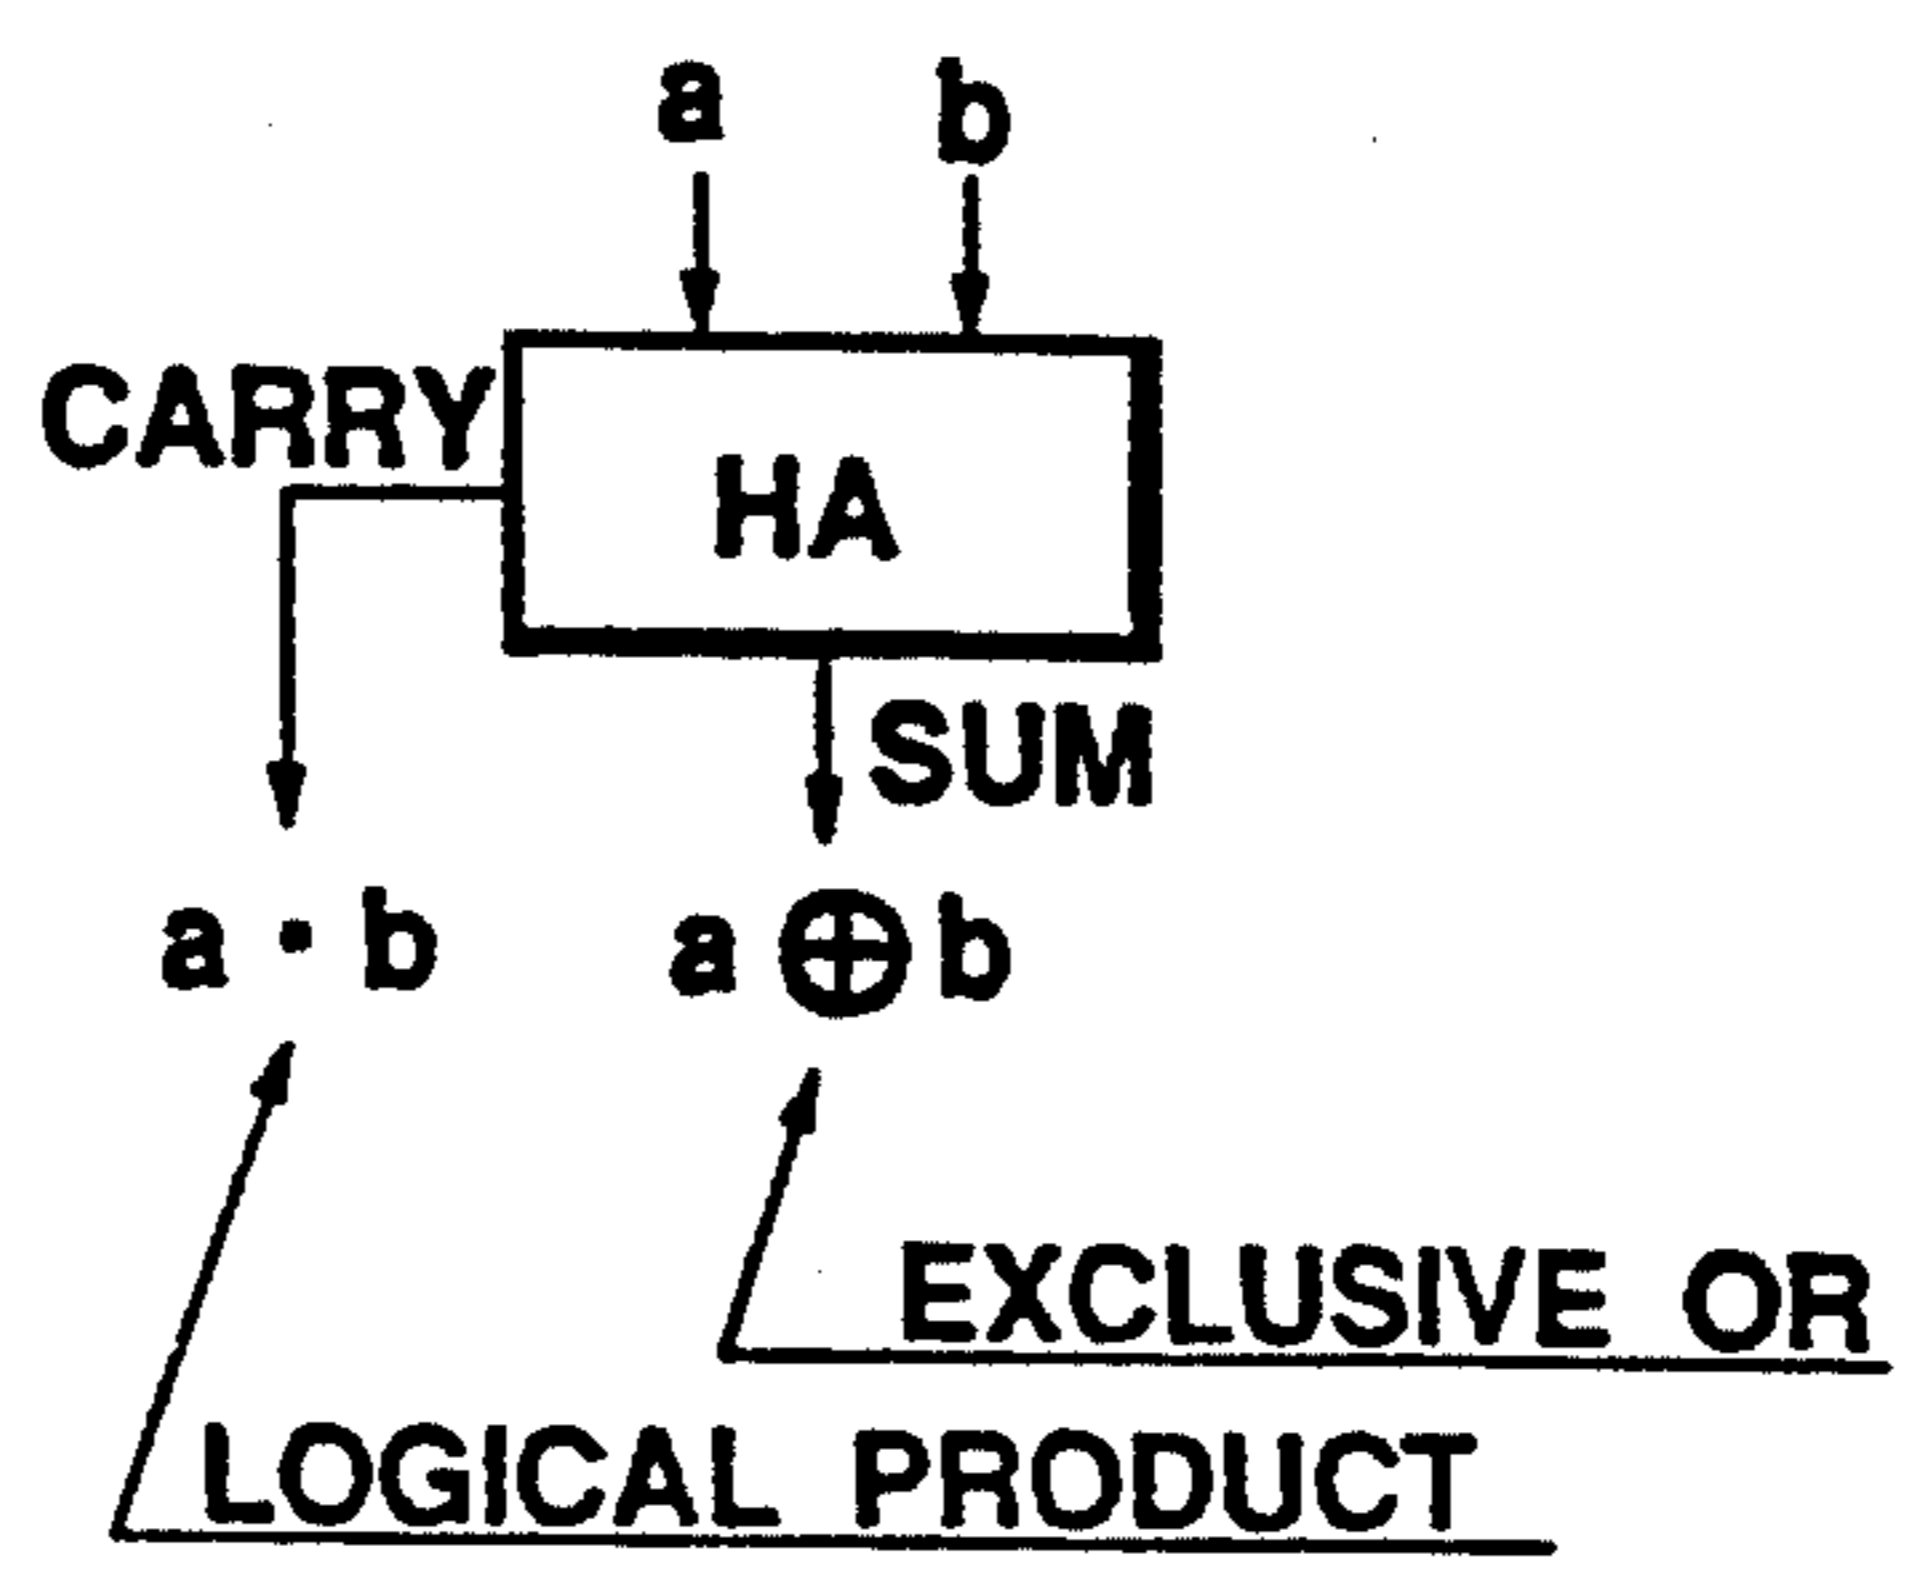 a b
CARRY
HA
SUM
a · b a ⊕ b
EXCLUSIVE OR
LOGICAL PRODUCT